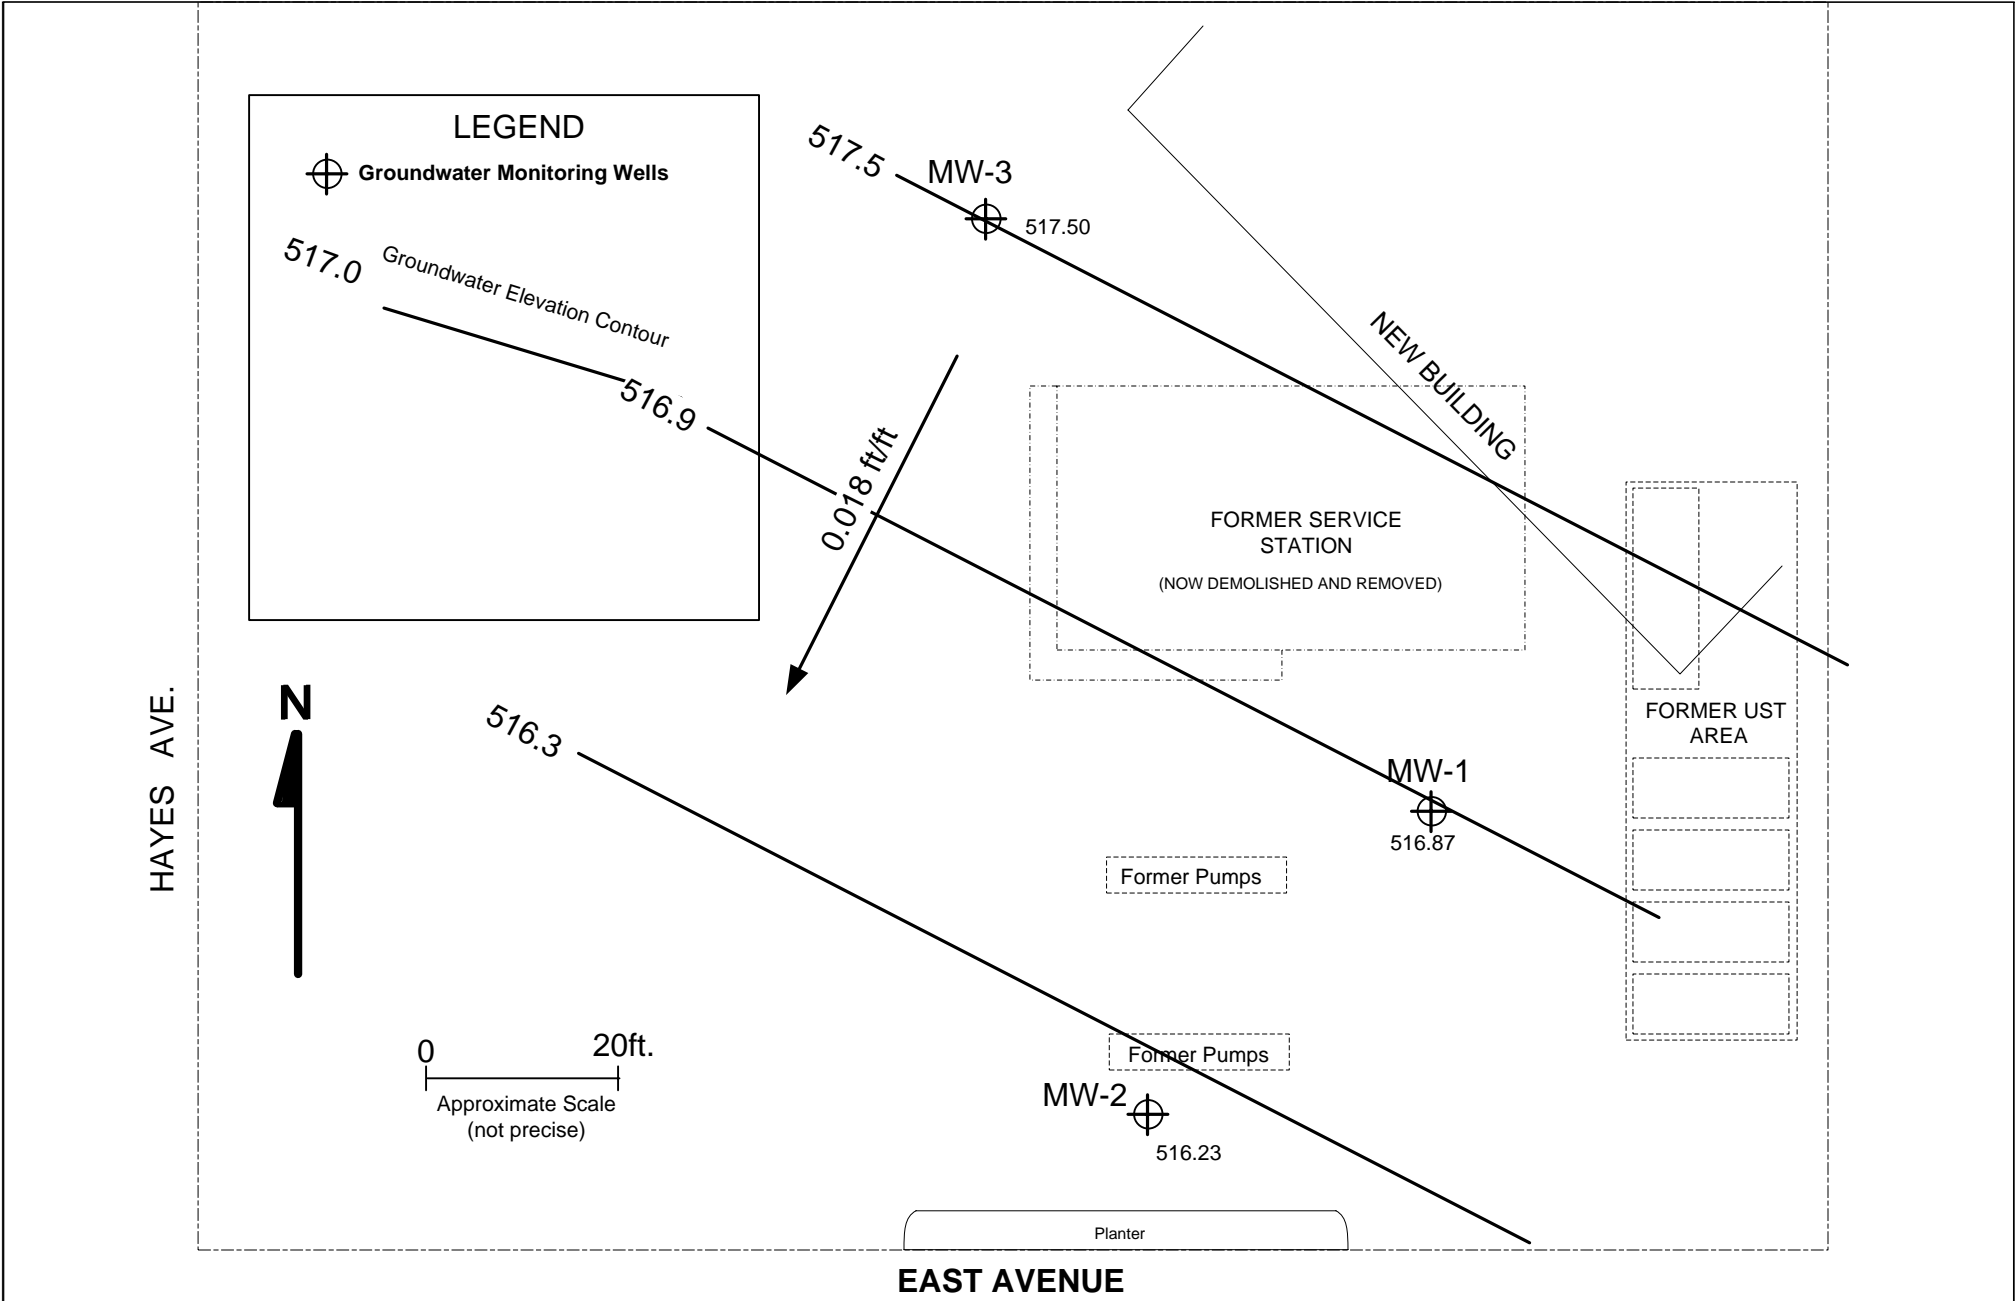 LEGEND
Groundwater Monitoring Wells
517.0
Groundwater Elevation Contour
517.5
MW-3
517.50
NEW BUILDING
516.9
0.018 ft/ft
FORMER SERVICE
STATION
(NOW DEMOLISHED AND REMOVED)
HAYES AVE.
N
516.3
FORMER UST
AREA
MW-1
516.87
Former Pumps
0
20ft.
Approximate Scale
(not precise)
Former Pumps
MW-2
516.23
Planter
EAST AVENUE